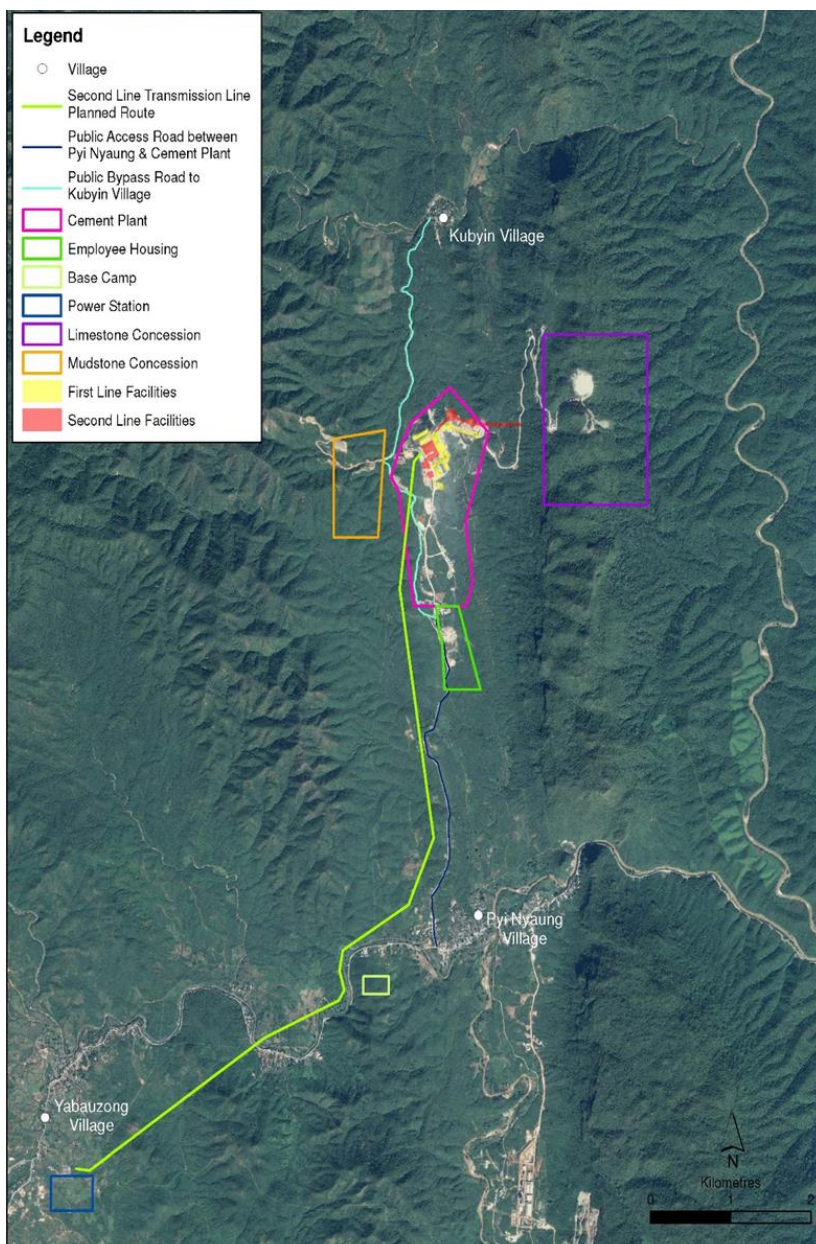 Legend
Village
Second Line Transmission Line
Planned Route
Public Access Road between
Pyi Nyaung & Cement Plant
Public Bypass Road to
Kubyin Village
Cement Plant
Employee Housing
Base Camp
Power Station
Limestone Concession
Mudstone Concession
First Line Facilities
Second Line Facilities
Kubyin Village
Pyi Nyaung
Village
Yabauzong
Village
N
Kilometres
0 1 2